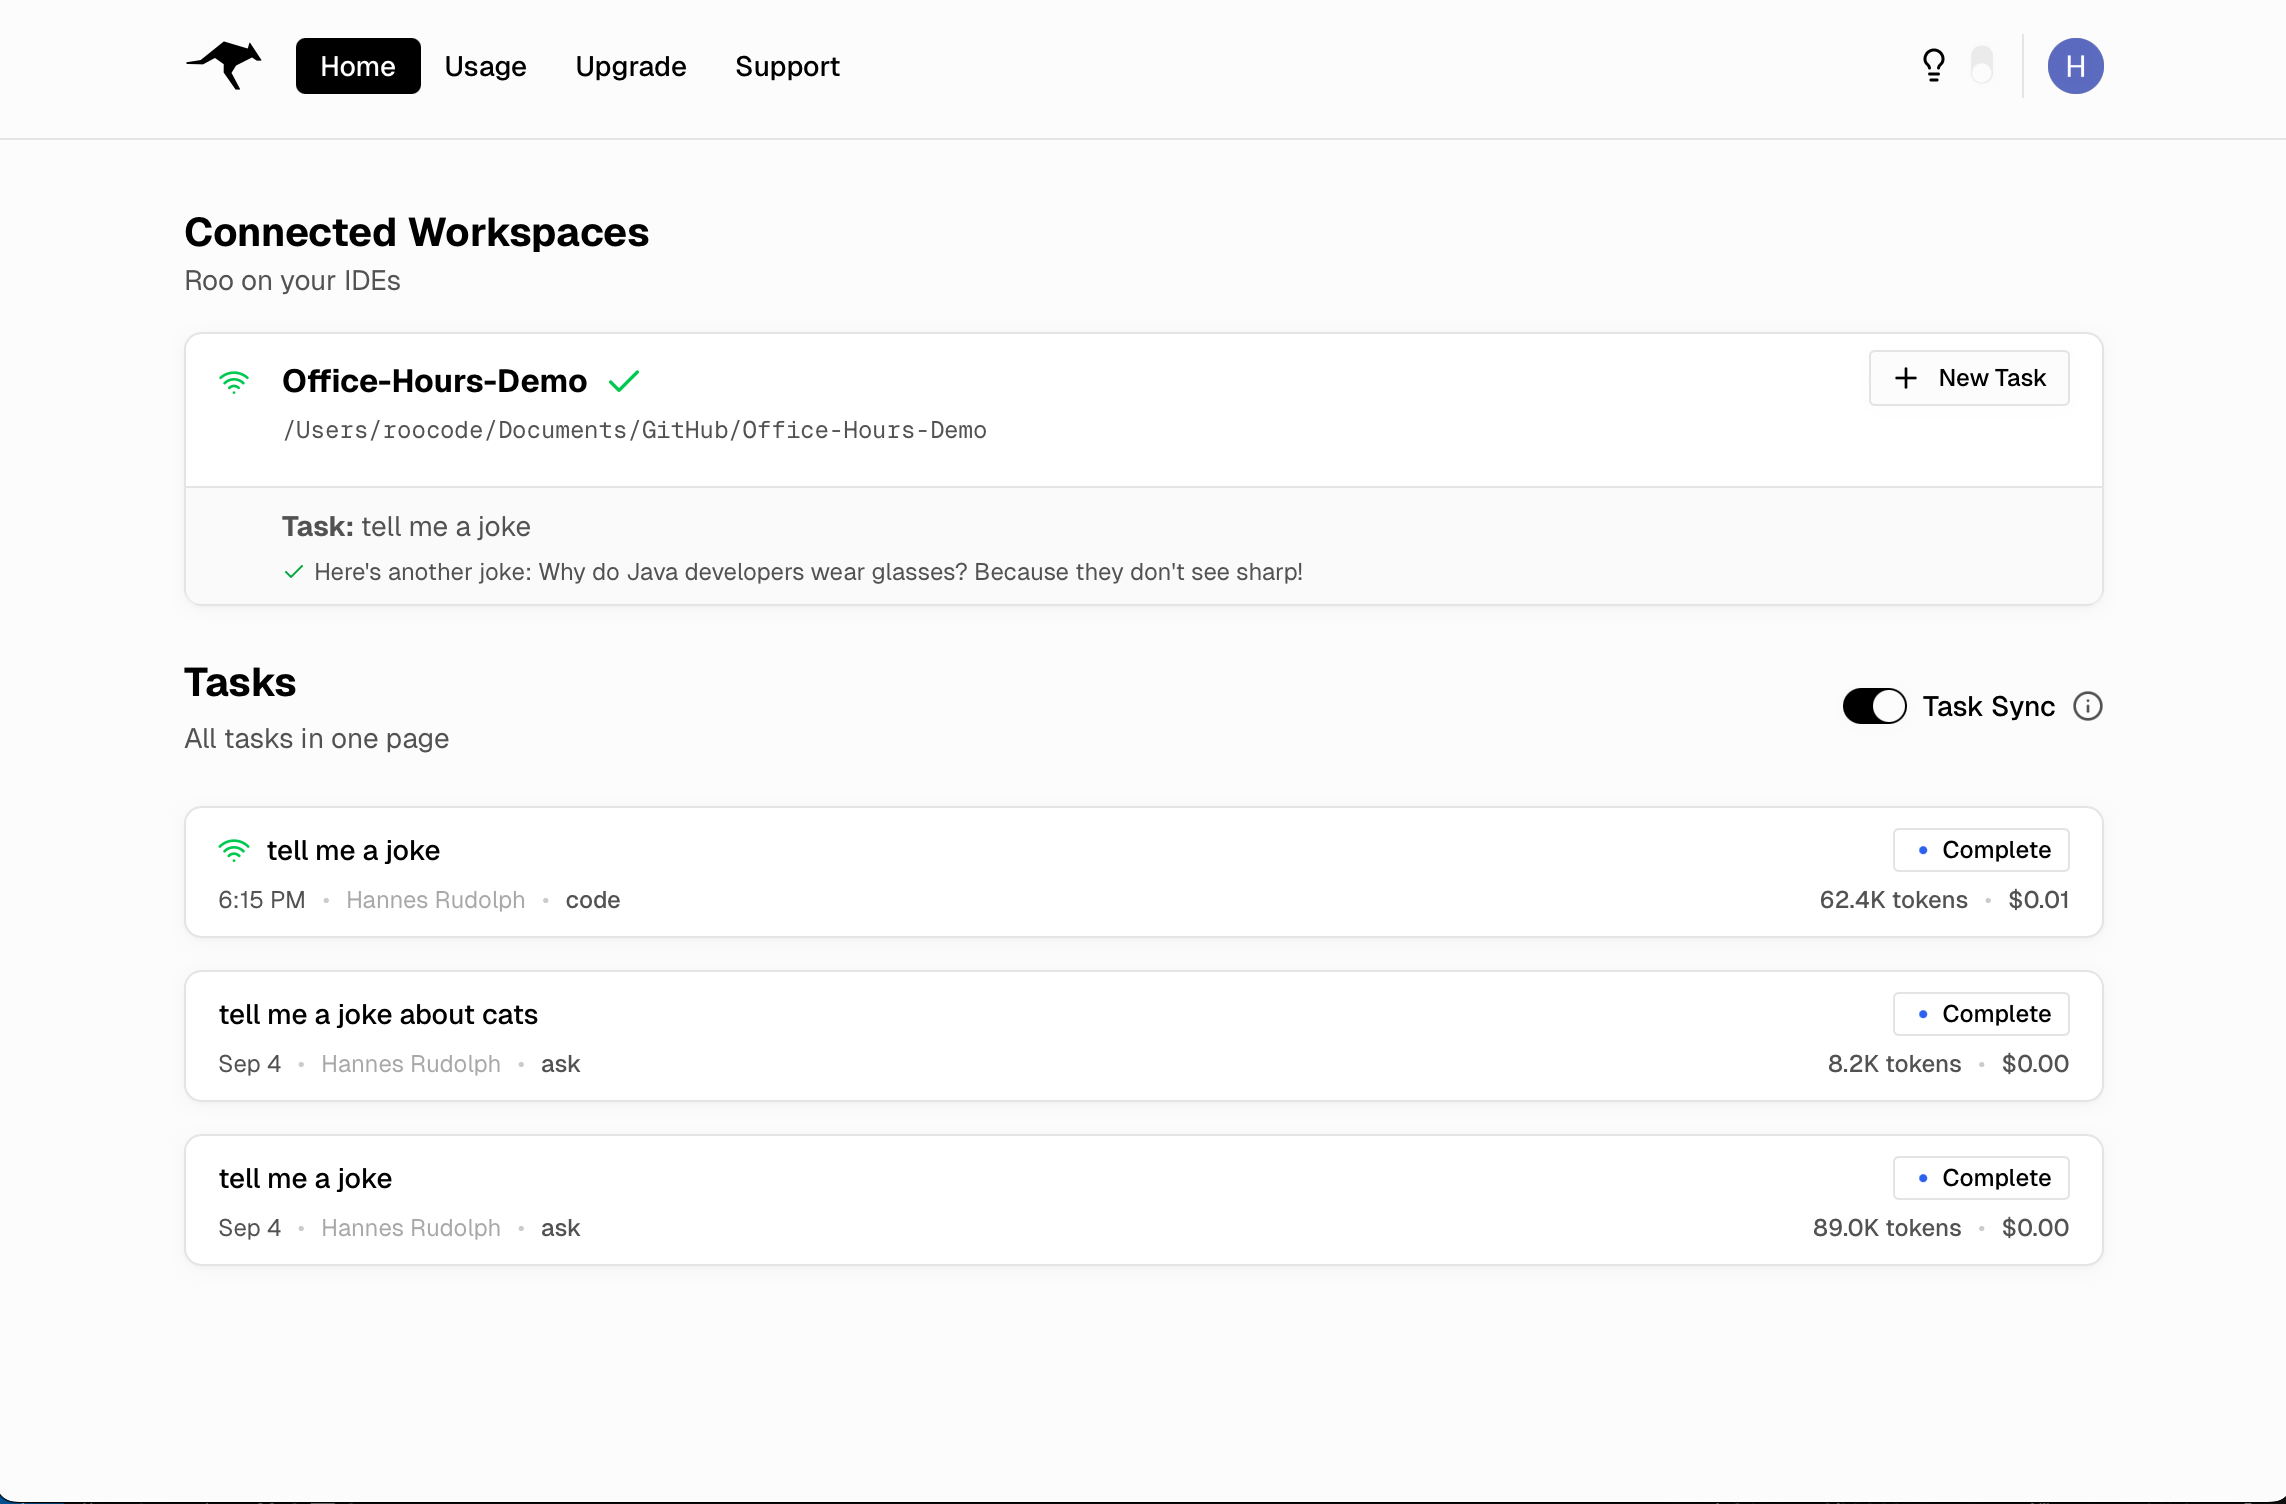 Home Usage Upgrade Support H
Connected Workspaces
Roo on your IDEs
Office-Hours-Demo
New Task
/Users/roocode/Documents/GitHub/Office-Hours-Demo
Task: tell me a joke
Here's another joke: Why do Java developers wear glasses? Because they don't see sharp!
Tasks
All tasks in one page
Task Sync
tell me a joke
Complete
6:15 PM • Hannes Rudolph • code
62.4K tokens • $0.01
tell me a joke about cats
Complete
Sep 4 • Hannes Rudolph • ask
8.2K tokens • $0.00
tell me a joke
Complete
Sep 4 • Hannes Rudolph • ask
89.0K tokens • $0.00